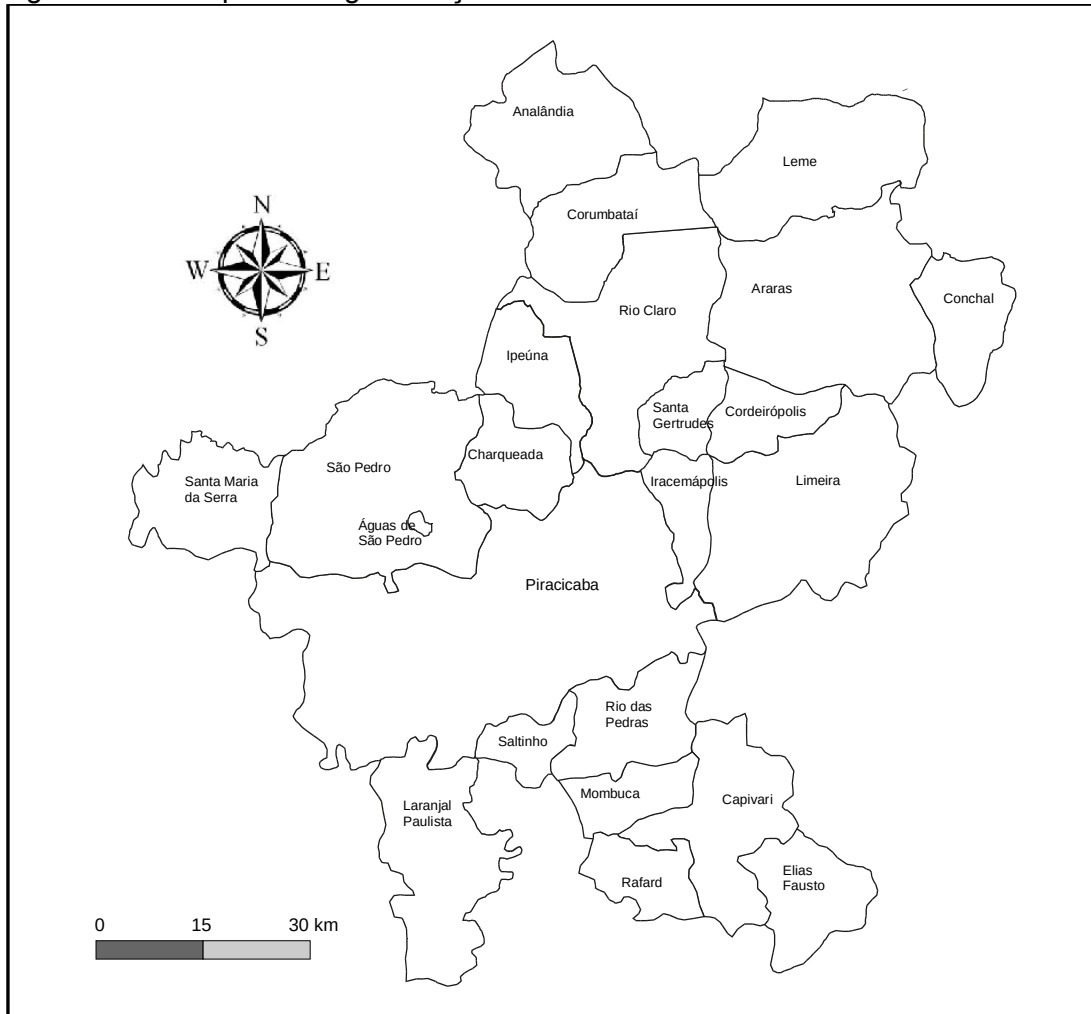 Analândia
Leme
Corumbataí
N
W
E
S
Araras
Conchal
Rio Claro
Ipeúna
Santa
Gertrudes
Cordeirópolis
Charqueada
São Pedro
Santa Maria
da Serra
Iracemápolis
Limeira
Águas de
São Pedro
Piracicaba
Rio das
Pedras
Saltinho
Mombuca
Capivari
Laranjal
Paulista
Rafard
Elias
Fausto
0 15 30 km